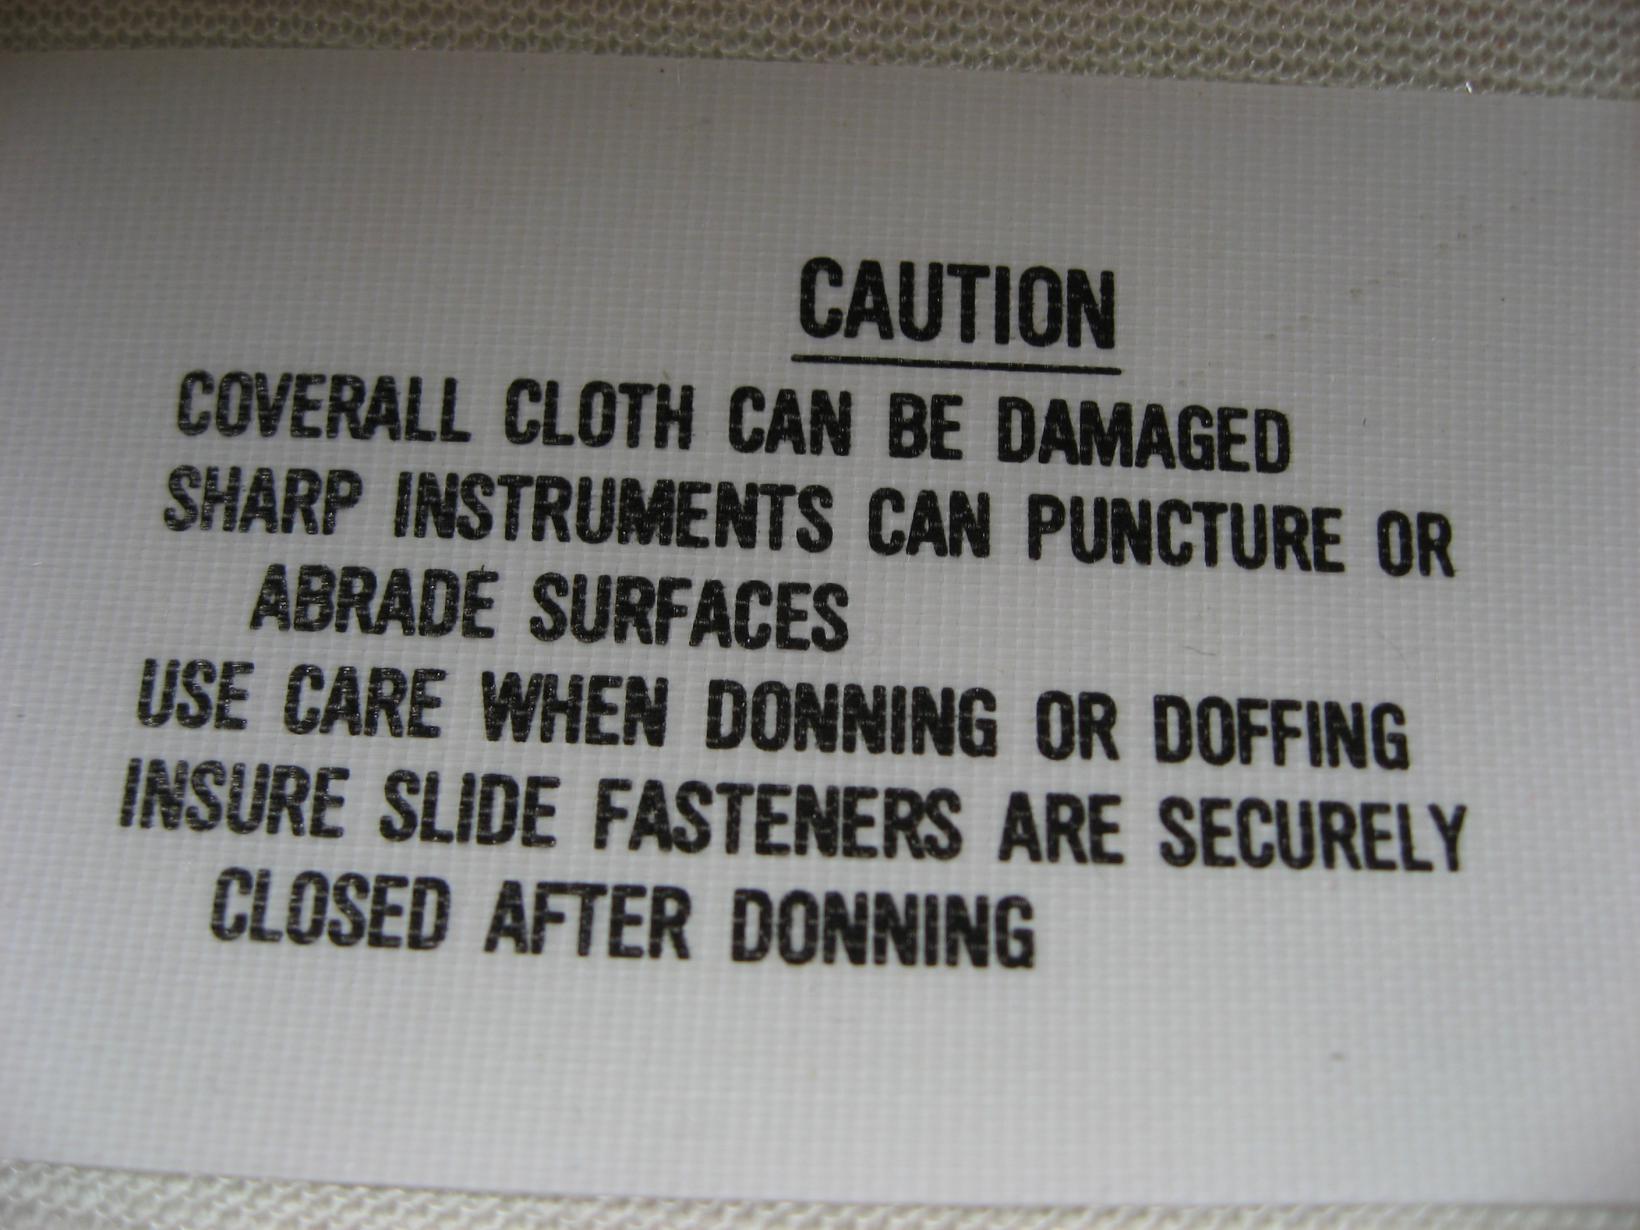 CAUTION
COVERALL CLOTH CAN BE DAMAGED
SHARP INSTRUMENTS CAN PUNCTURE OR
ABRADE SURFACES
USE CARE WHEN DONNING OR DOFFING
INSURE SLIDE FASTENERS ARE SECURELY
CLOSED AFTER DONNING